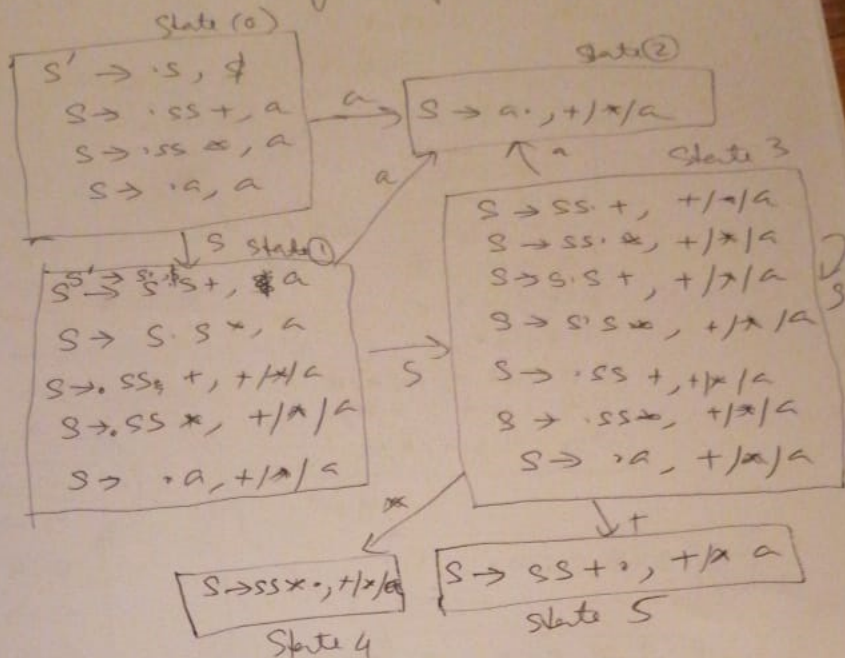 State (0)
S' → .S, $
S → .SS+, a
S → .SS*, a
S → .a, a
a
State ②
S → a., +/*/a
a
a
S
State ①
S' → S., $
S → S.S+, a
S → S.S*, a
S → .SS+, +/*/a
S → .SS*, +/*/a
S → .a, +/*/a
S
State 3
S → SS.+, +/*/a
S → SS.*, +/*/a
S → S.S+, +/*/a
S → S.S*, +/*/a
S → .SS+, +/*/a
S → .SS*, +/*/a
S → .a, +/*/a
S
*
+
S → SS*., +/*/a
State 4
S → SS+., +/* a
State 5